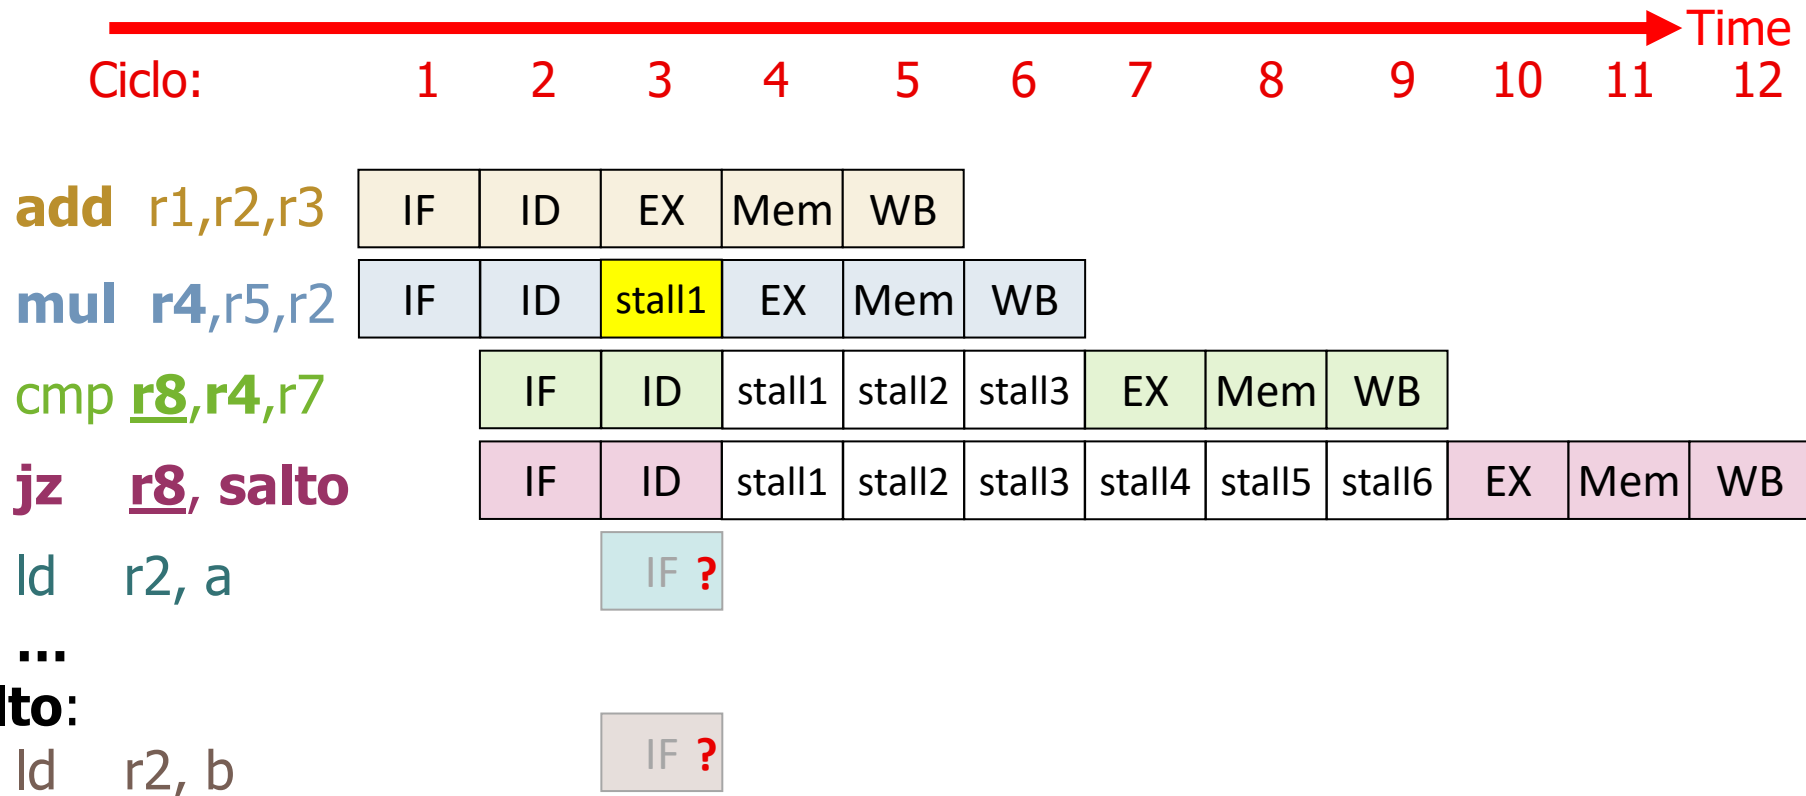 Time
Ciclo: 1 2 3 4 5 6 7 8 9 10 11 12
add r1,r2,r3 IF ID EX Mem WB
mul r4,r5,r2 IF ID stall1 EX Mem WB
cmp r8,r4,r7 IF ID stall1 stall2 stall3 EX Mem WB
jz r8, salto IF ID stall1 stall2 stall3 stall4 stall5 stall6 EX Mem WB
ld r2, a IF ?
...
lto:
ld r2, b IF ?